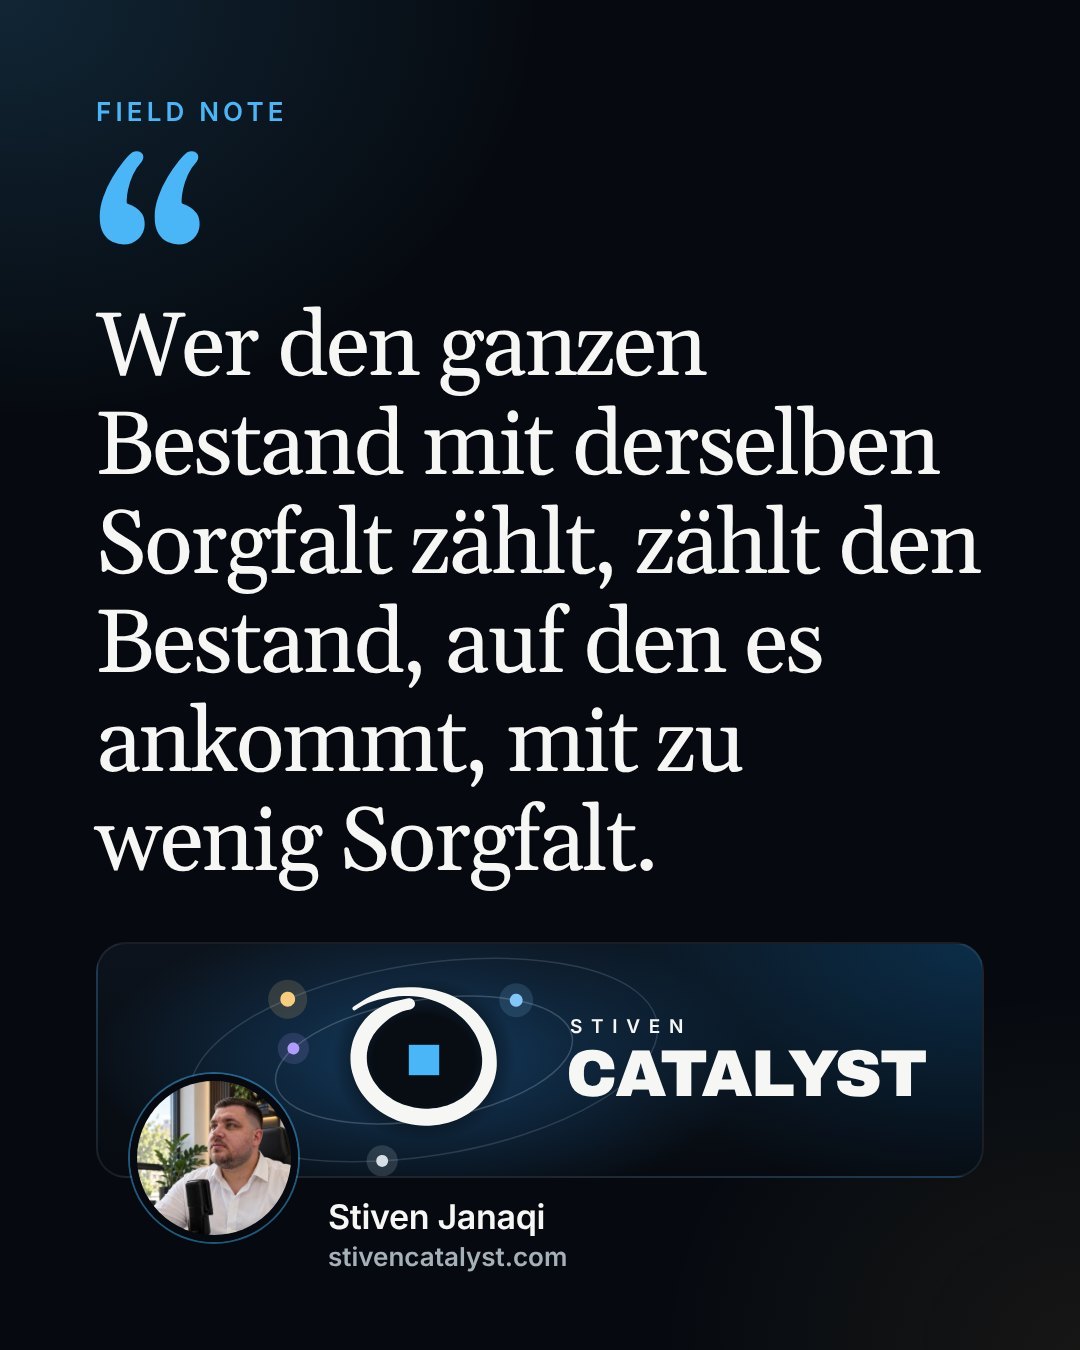 FIELD NOTE
“
Wer den ganzen
Bestand mit derselben
Sorgfalt zählt, zählt den
Bestand, auf den es
ankommt, mit zu
wenig Sorgfalt.
STIVEN
CATALYST
Stiven Janaqi
stivencatalyst.com